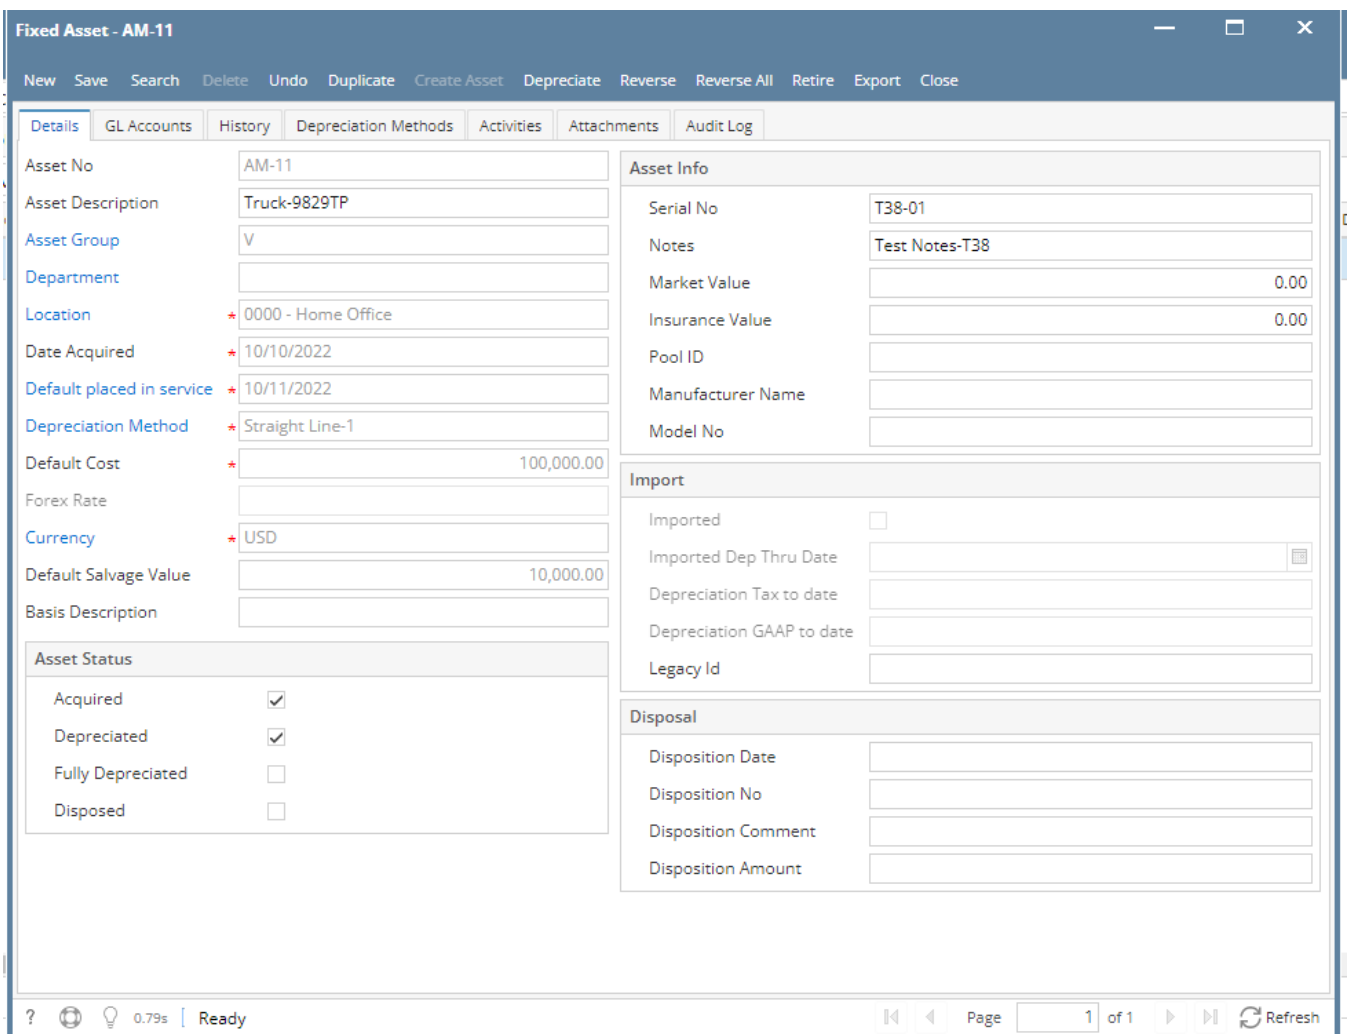 Fixed Asset - AM-11
New Save Search Delete Undo Duplicate Create Asset Depreciate Reverse Reverse All Retire Export Close
Details GL Accounts History Depreciation Methods Activities Attachments Audit Log
Asset No AM-11
Asset Description Truck-9829TP
Asset Group V
Department
Location * 0000 - Home Office
Date Acquired * 10/10/2022
Default placed in service * 10/11/2022
Depreciation Method * Straight Line-1
Default Cost * 100,000.00
Forex Rate
Currency * USD
Default Salvage Value 10,000.00
Basis Description
Asset Status
Acquired
Depreciated
Fully Depreciated
Disposed
Asset Info
Serial No T38-01
Notes Test Notes-T38
Market Value 0.00
Insurance Value 0.00
Pool ID
Manufacturer Name
Model No
Import
Imported
Imported Dep Thru Date
Depreciation Tax to date
Depreciation GAAP to date
Legacy Id
Disposal
Disposition Date
Disposition No
Disposition Comment
Disposition Amount
? 0.79s Ready Page 1 of 1 Refresh